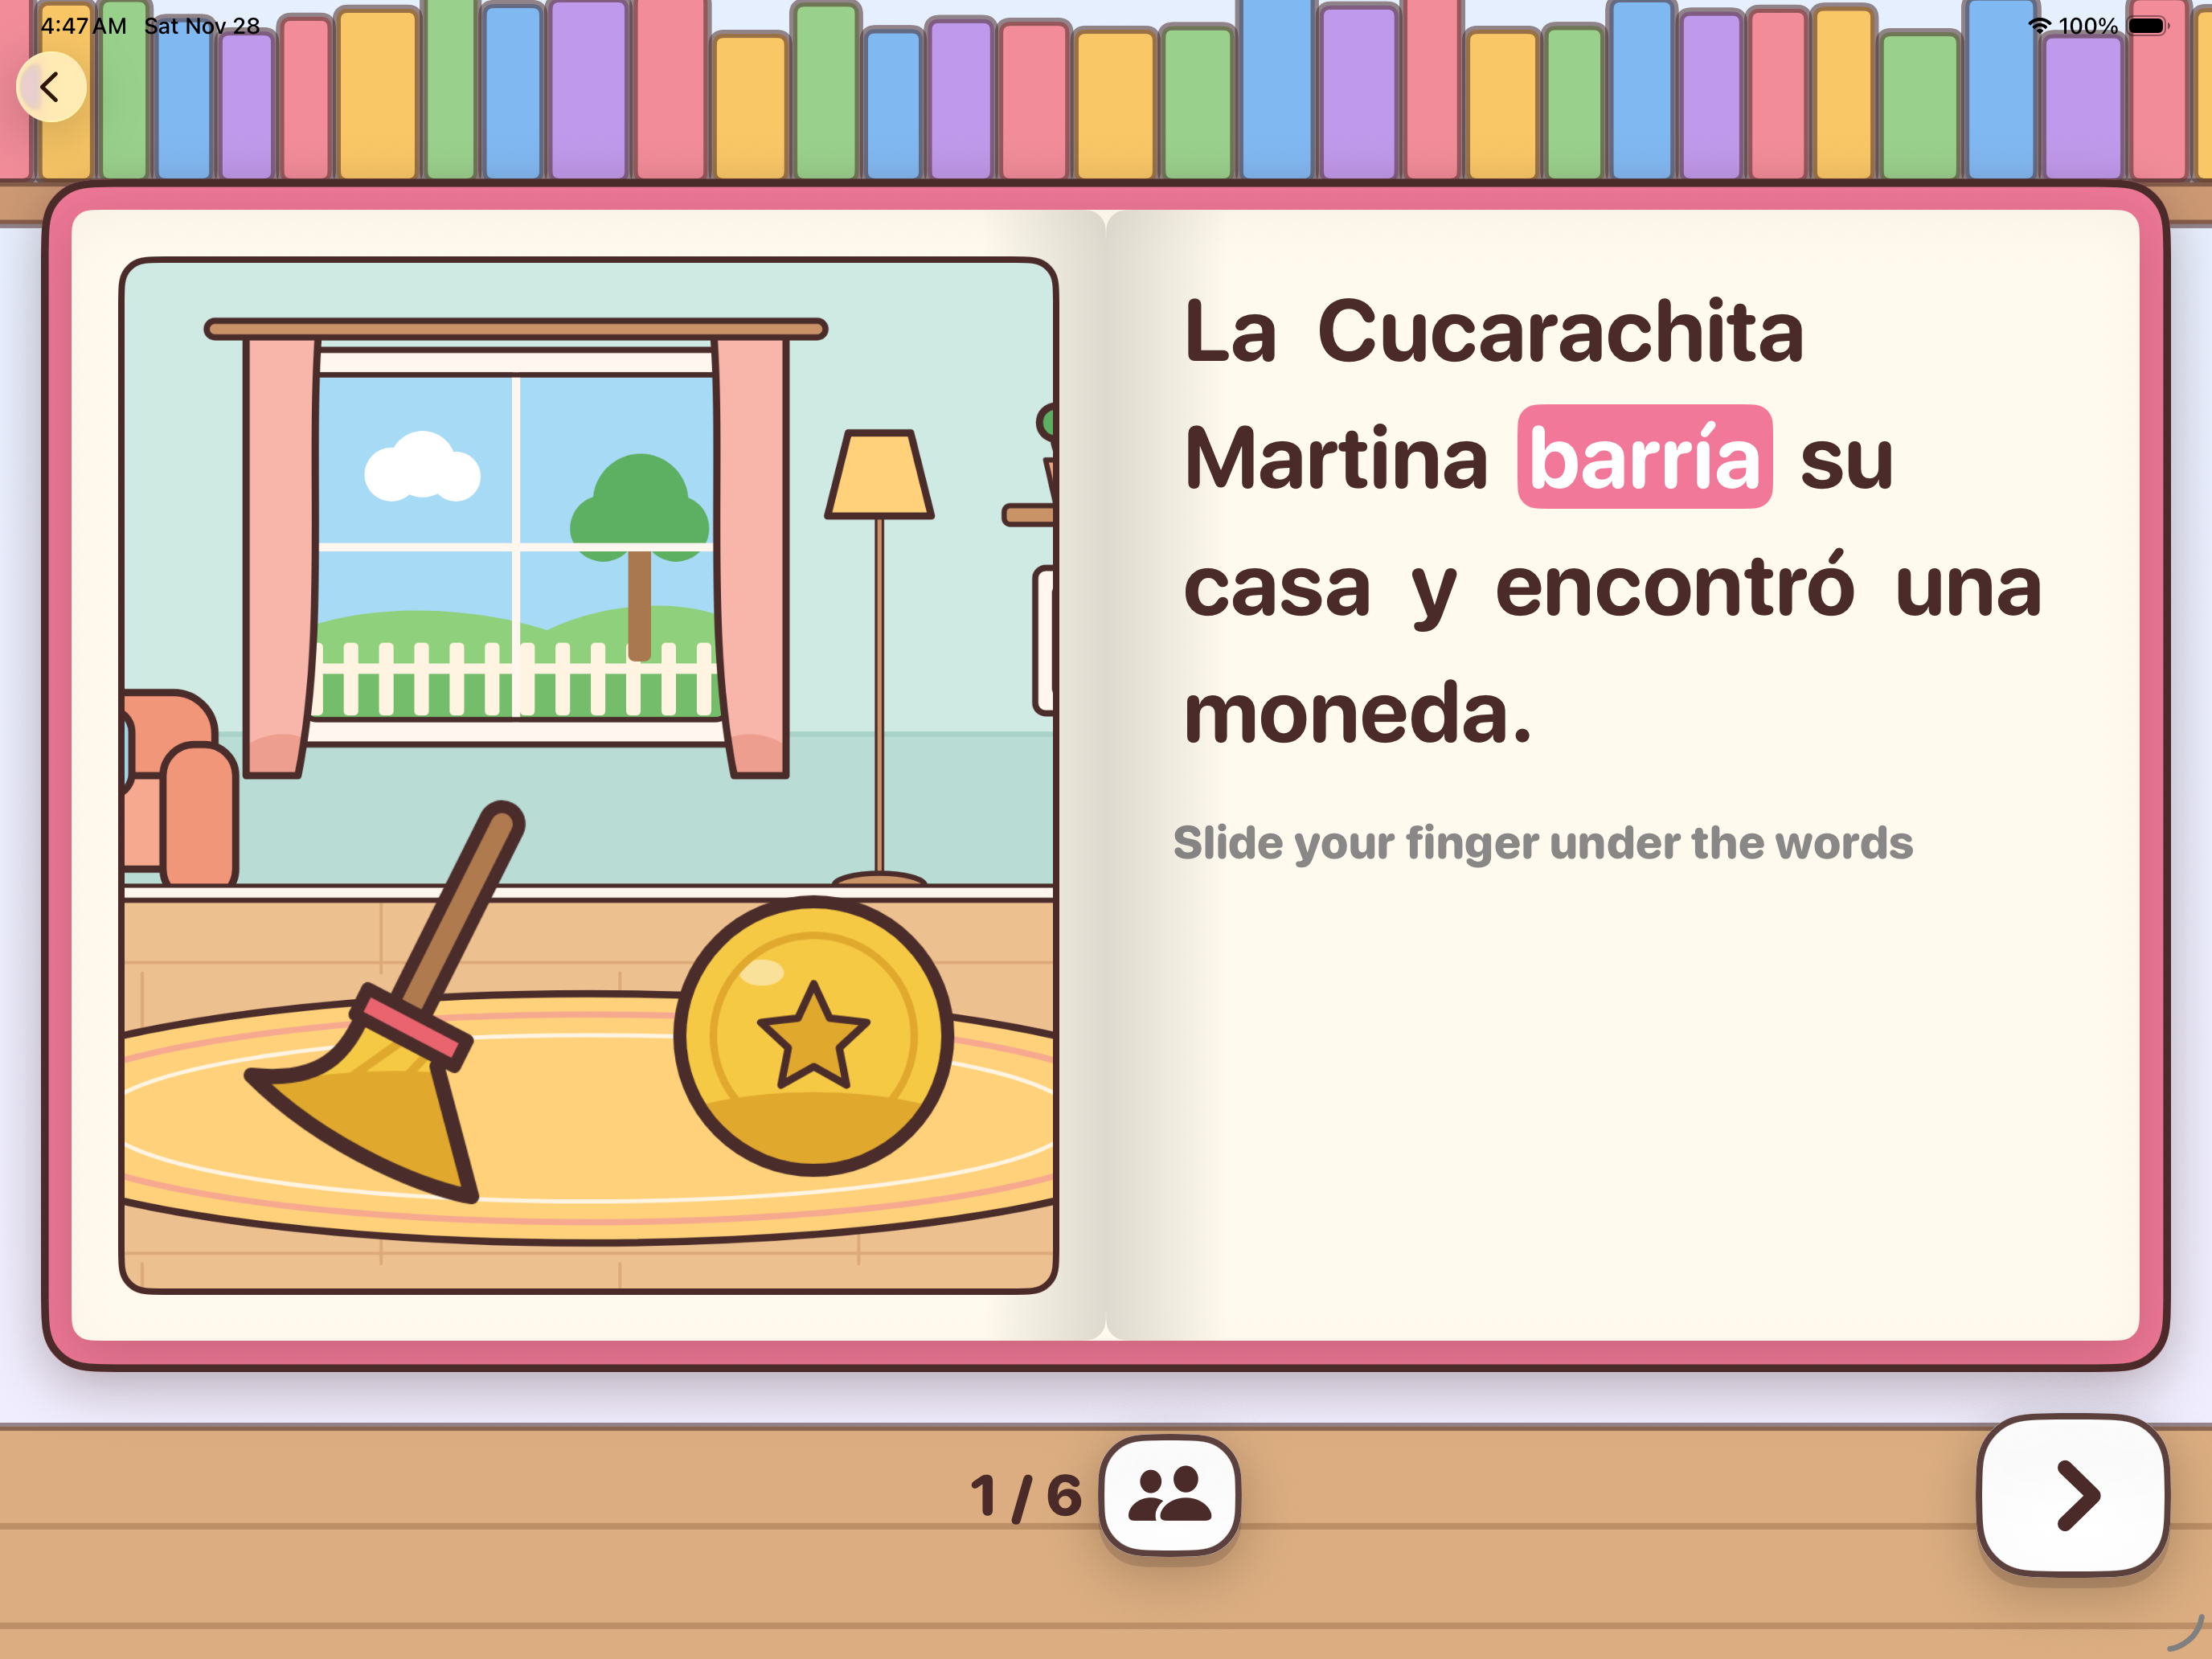 4:47 AM Sat Nov 28
100%
La Cucarachita
Martina barría su
casa y encontró una
moneda.
Slide your finger under the words
1 / 6